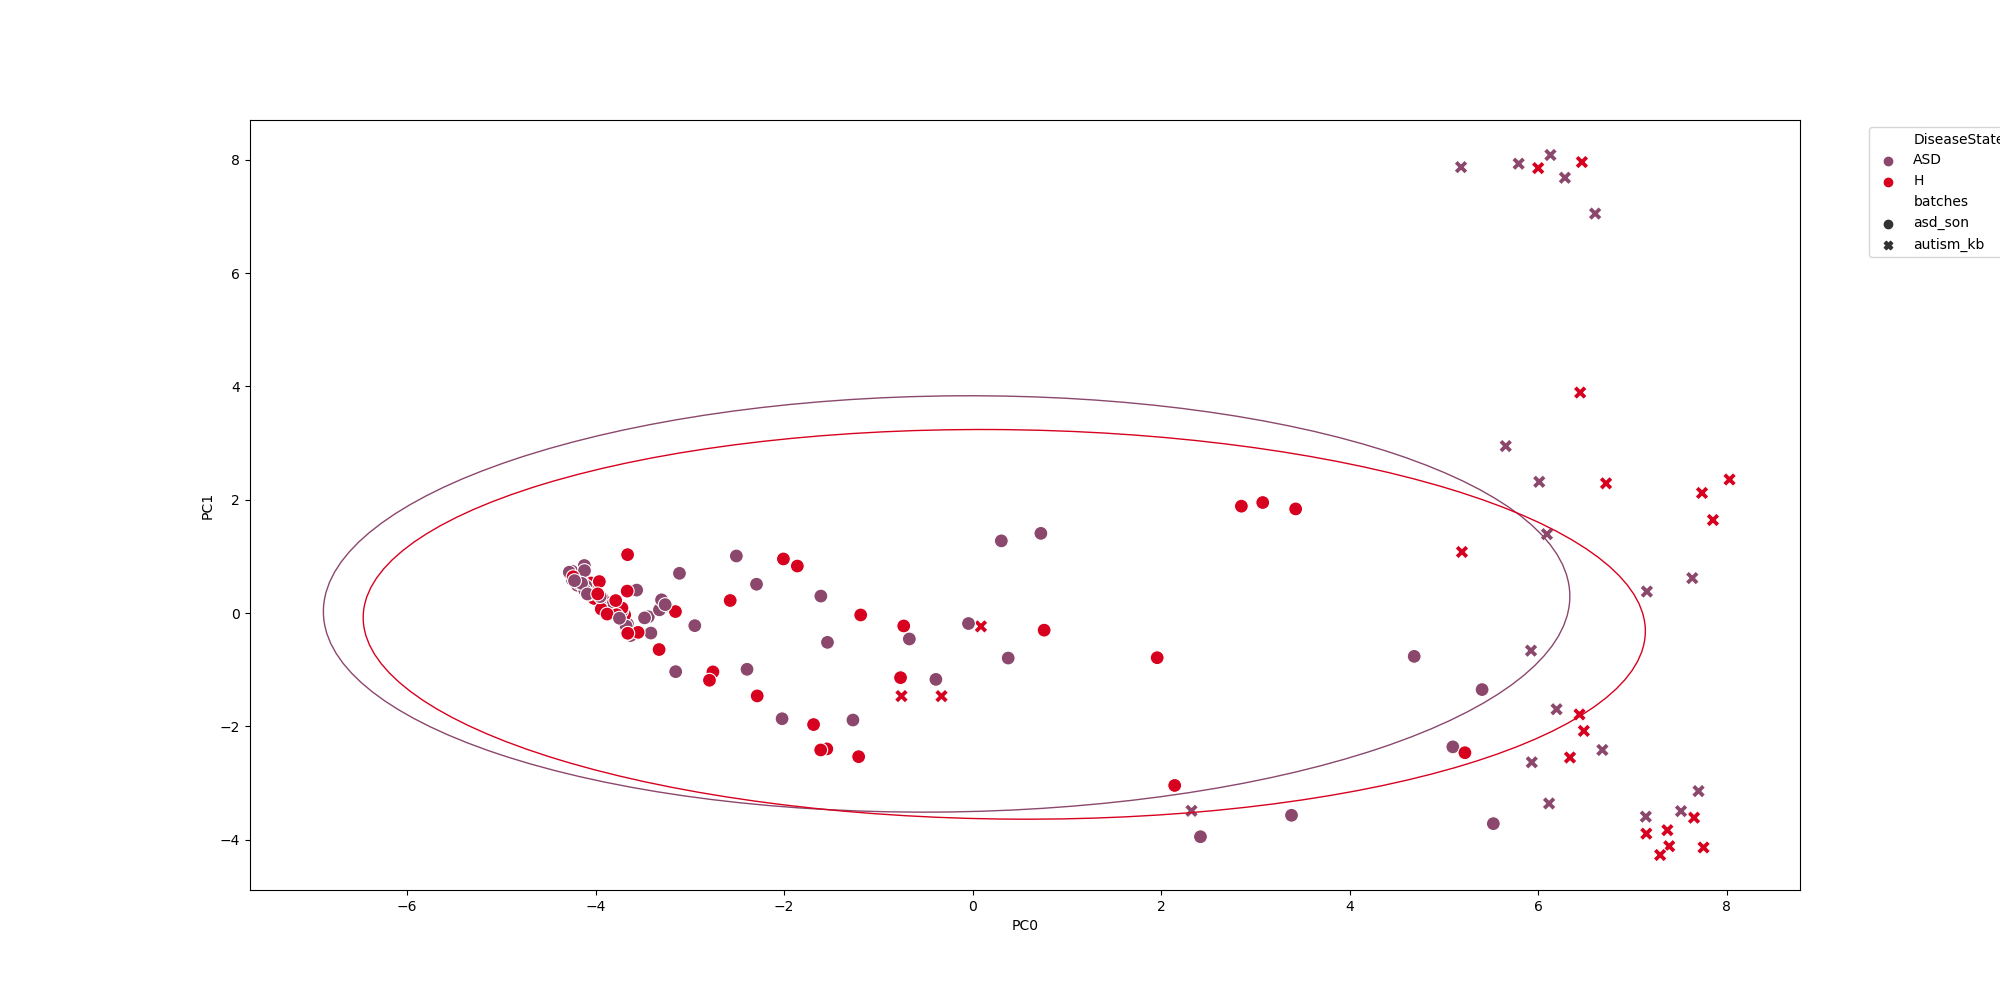 DiseaseState
ASD
H
batches
asd_son
autism_kb
8
6
4
2
0
−2
−4
PC1
−6
−4
−2
0
2
4
6
8
PC0